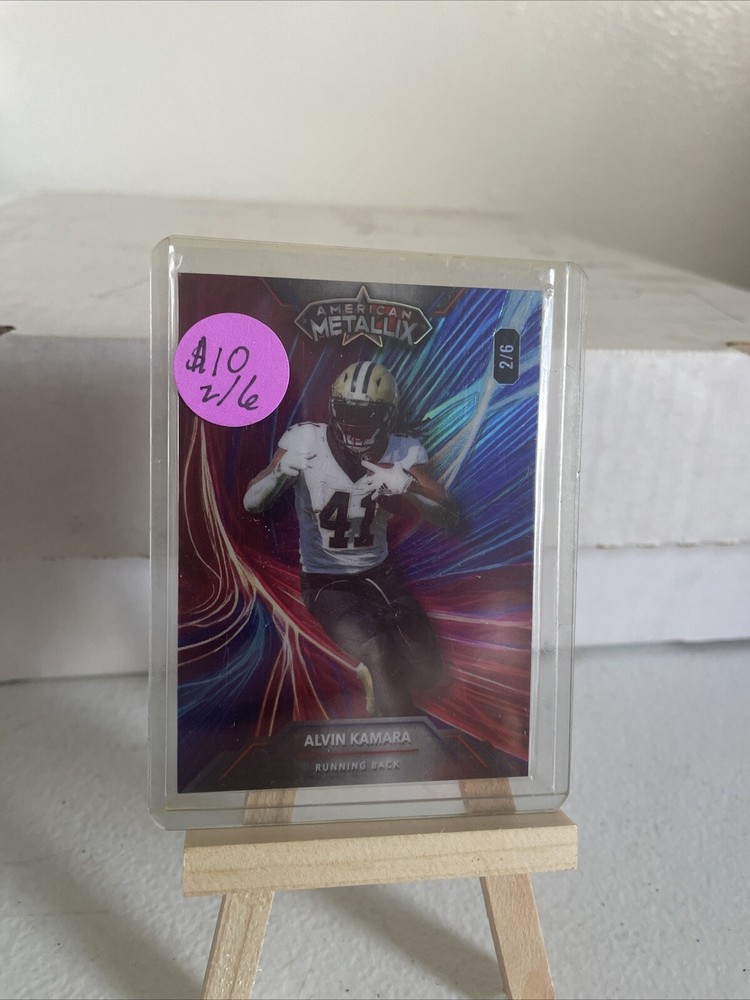 AMERICAN
METALLIX
2/6
$10
2/6
41
ALVIN KAMARA
RUNNING BACK